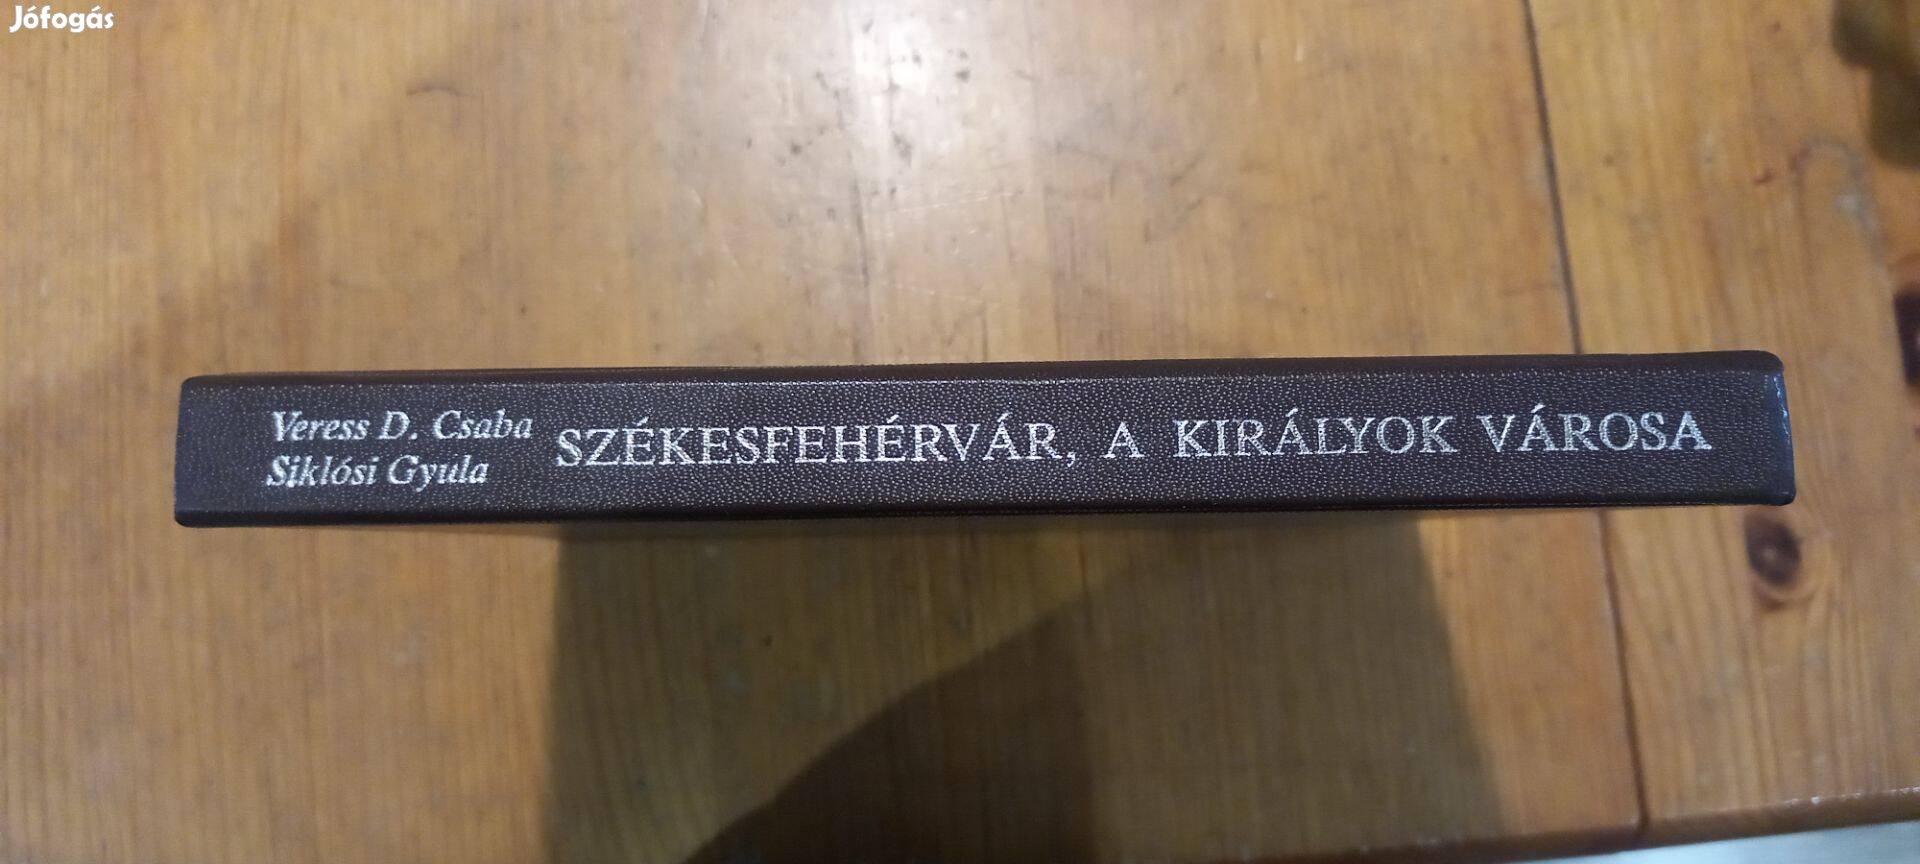 Jófogás
Veress D. Csaba
Siklósi Gyula
SZÉKESFEHÉRVÁR, A KIRÁLYOK VÁROSA